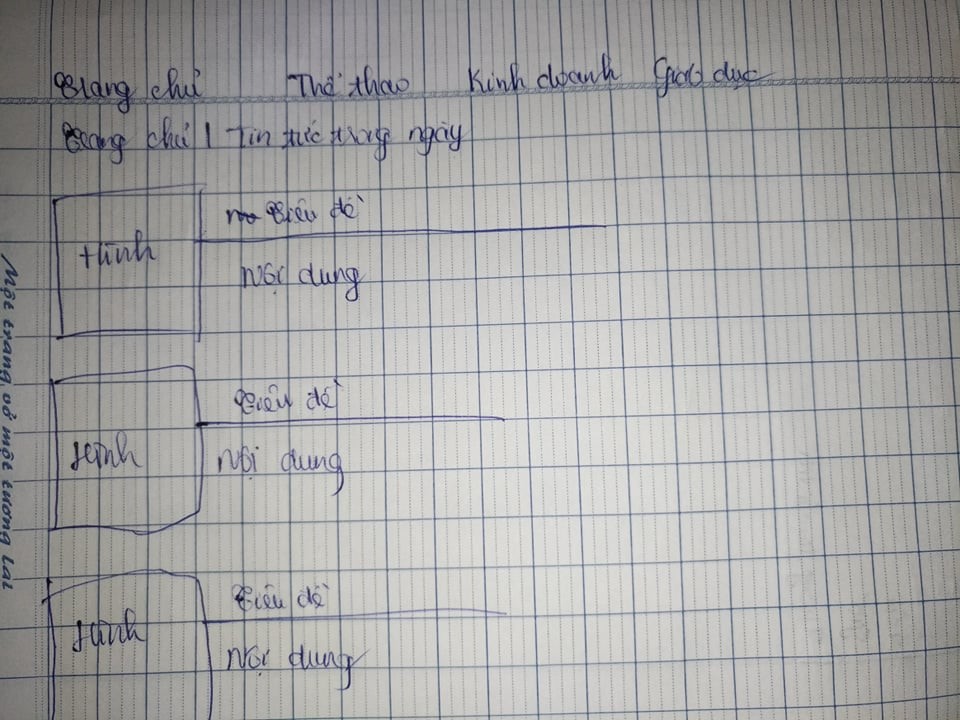 Trang chủ Thể thao Kinh doanh Giáo dục
Trang chủ | Tin tức trong ngày
Tiêu đề
Hình
Nội dung
Tiêu đề
Hình
Nội dung
Tiêu đề
Hình
Nội dung
Một trang vở một tương lai